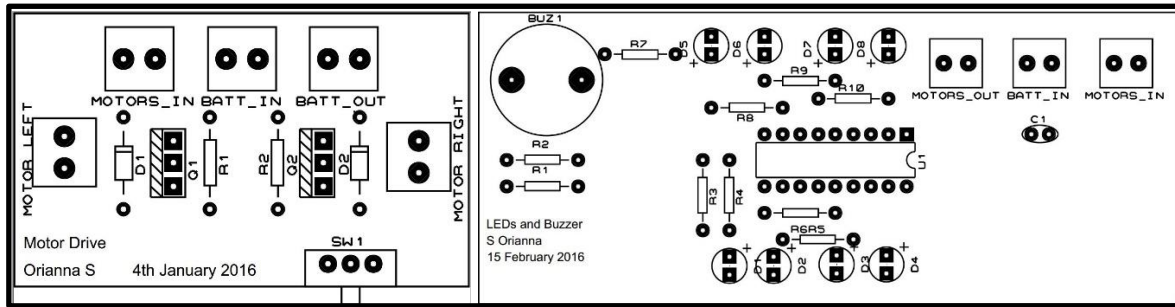 MOTORS_IN
BATT_IN
BATT_OUT
MOTOR LEFT
D1
Q1
R1
R2
Q2
D2
MOTOR RIGHT
Motor Drive
Orianna S
4th January 2016
SW1
BUZ1
R7
D5
+
D6
D7
+
D8
R9
R10
R8
MOTORS_OUT
BATT_IN
MOTORS_IN
C1
U1
R2
R1
R3
R4
R6R5
LEDs and Buzzer
S Orianna
15 February 2016
D1
+
D2
+
D3
+
D4